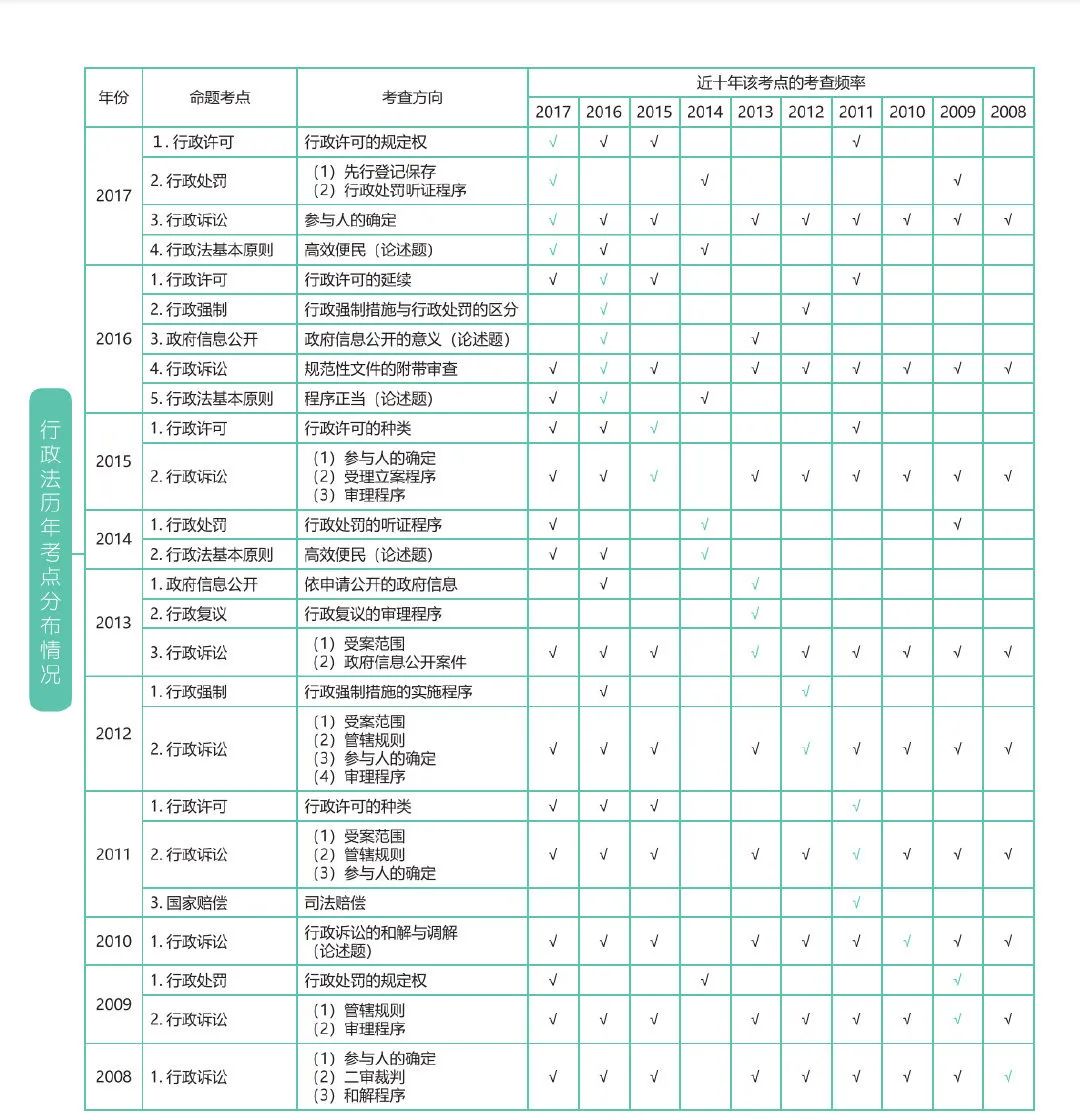 行政法历年考点分布情况
年份 命题考点 考查方向 近十年该考点的考查频率
2017 2016 2015 2014 2013 2012 2011 2010 2009 2008
2017
1. 行政许可 行政许可的规定权 √ √ √ √
2. 行政处罚 (1) 先行登记保存
(2) 行政处罚听证程序 √ √ √
3. 行政诉讼 参与人的确定 √ √ √ √ √ √ √ √ √
4. 行政法基本原则 高效便民（论述题） √ √ √
2016
1. 行政许可 行政许可的延续 √ √ √ √
2. 行政强制 行政强制措施与行政处罚的区分 √ √
3. 政府信息公开 政府信息公开的意义（论述题） √ √
4. 行政诉讼 规范性文件的附带审查 √ √ √ √ √ √ √ √ √
5. 行政法基本原则 程序正当（论述题） √ √ √
2015
1. 行政许可 行政许可的种类 √ √ √ √
2. 行政诉讼 (1) 参与人的确定
(2) 受理立案程序
(3) 审理程序 √ √ √ √ √ √ √ √ √
2014
1. 行政处罚 行政处罚的听证程序 √ √ √
2. 行政法基本原则 高效便民（论述题） √ √ √
2013
1. 政府信息公开 依申请公开的政府信息 √ √
2. 行政复议 行政复议的审理程序 √
3. 行政诉讼 (1) 受案范围
(2) 政府信息公开案件 √ √ √ √ √ √ √ √ √
2012
1. 行政强制 行政强制措施的实施程序 √ √
2. 行政诉讼 (1) 受案范围
(2) 管辖规则
(3) 参与人的确定
(4) 审理程序 √ √ √ √ √ √ √ √ √
2011
1. 行政许可 行政许可的种类 √ √ √ √
2. 行政诉讼 (1) 受案范围
(2) 管辖规则
(3) 参与人的确定 √ √ √ √ √ √ √ √ √
3. 国家赔偿 司法赔偿 √
2010
1. 行政诉讼 行政诉讼的和解与调解
（论述题） √ √ √ √ √ √ √ √ √
2009
1. 行政处罚 行政处罚的规定权 √ √ √
2. 行政诉讼 (1) 管辖规则
(2) 审理程序 √ √ √ √ √ √ √ √ √
2008
1. 行政诉讼 (1) 参与人的确定
(2) 二审裁判
(3) 和解程序 √ √ √ √ √ √ √ √ √